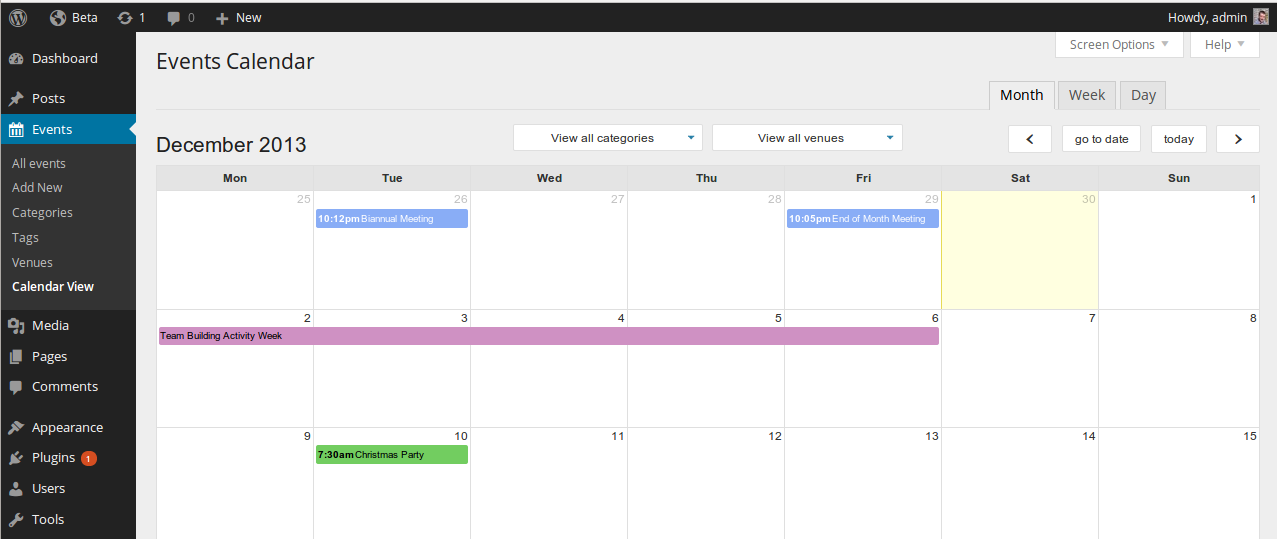 Beta 1 0 New Howdy, admin
Dashboard
Posts
Events
All events
Add New
Categories
Tags
Venues
Calendar View
Media
Pages
Comments
Appearance
Plugins 1
Users
Tools
Screen Options Help
Events Calendar
Month Week Day
December 2013 View all categories View all venues go to date today
Mon Tue Wed Thu Fri Sat Sun
25 26 27 28 29 30 1
10:12pm Biannual Meeting 10:05pm End of Month Meeting
2 3 4 5 6 7 8
Team Building Activity Week
9 10 11 12 13 14 15
7:30am Christmas Party